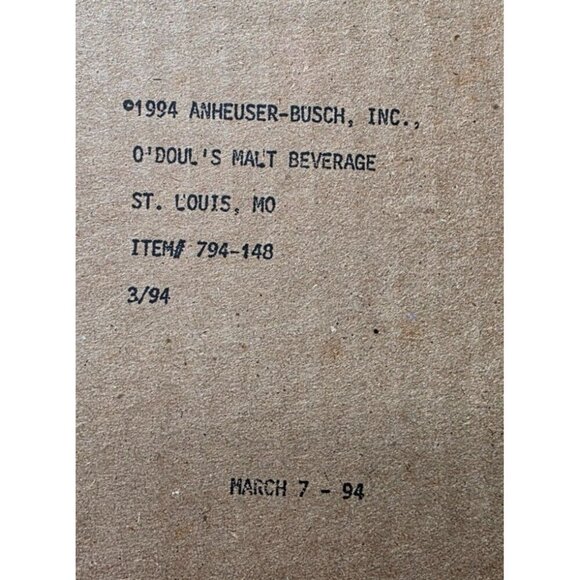 ©1994 ANHEUSER-BUSCH, INC.,
O'DOUL'S MALT BEVERAGE
ST. LOUIS, MO
ITEM# 794-148
3/94
MARCH 7 - 94